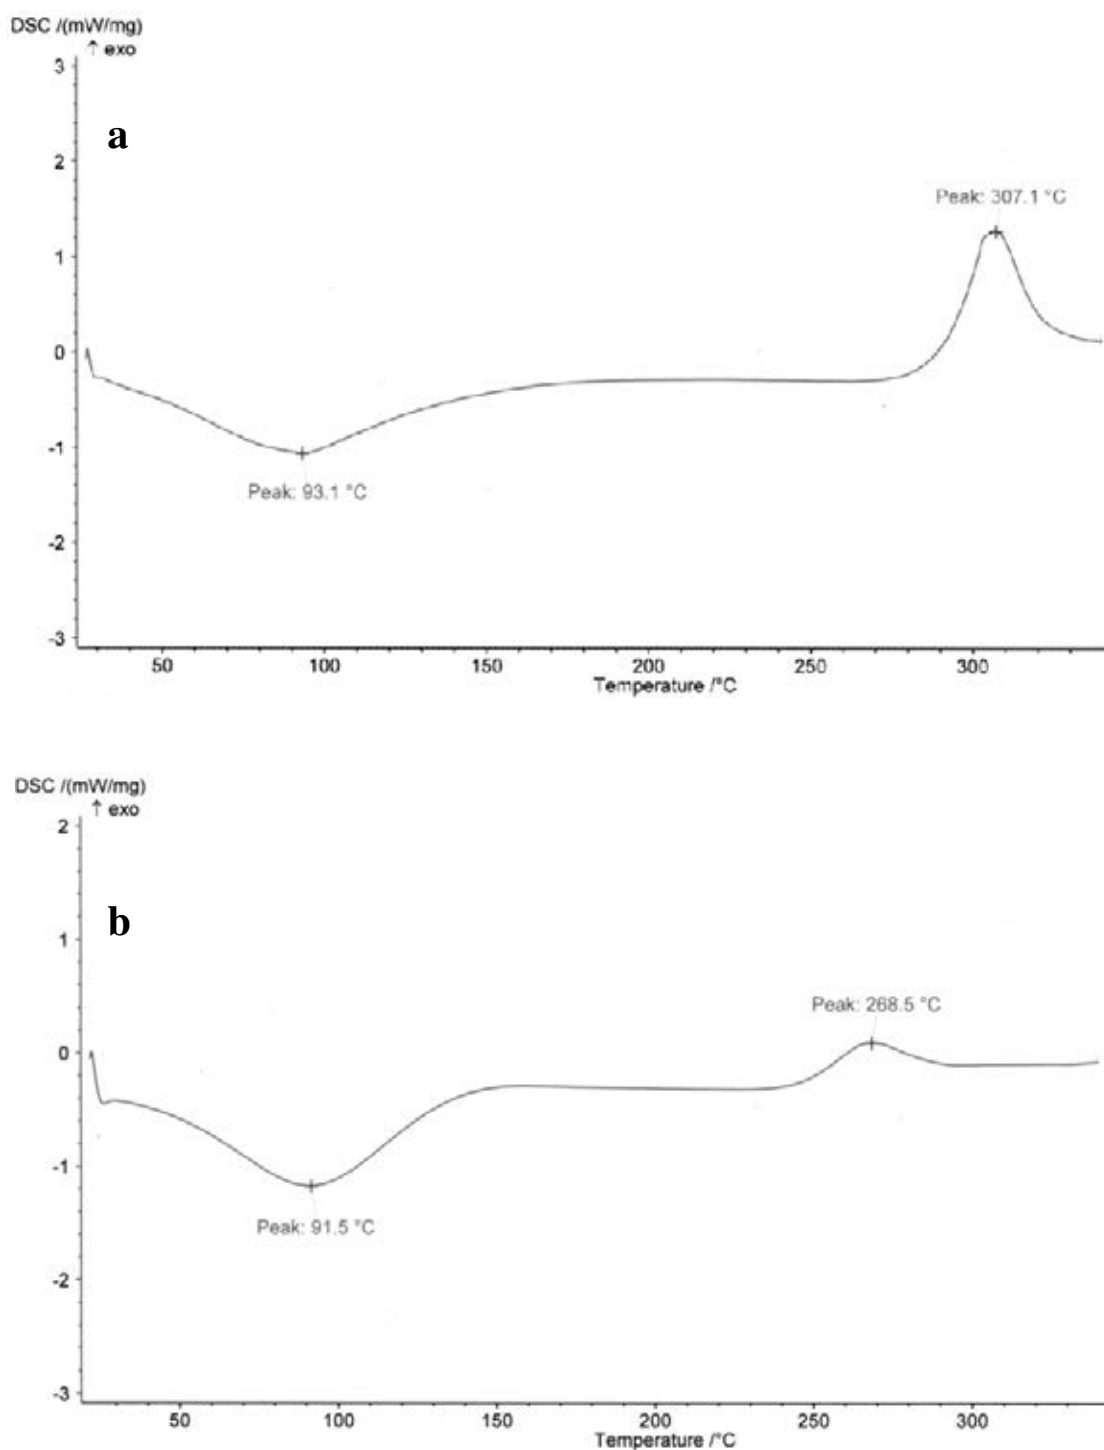 DSC /(mW/mg)
↑ exo
3
a
2
Peak: 307.1 °C
1
0
-1
Peak: 93.1 °C
-2
-3
50 100 150 200 250 300
Temperature /°C
DSC /(mW/mg)
↑ exo
2
b
1
Peak: 268.5 °C
0
-1
Peak: 91.5 °C
-2
-3
50 100 150 200 250 300
Temperature /°C